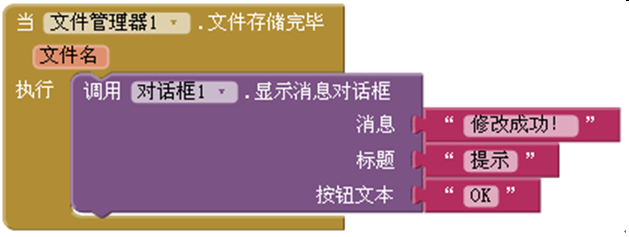 当 文件管理器1 .文件存储完毕
文件名
执行 调用 对话框1 .显示消息对话框
消息 “ 修改成功! ”
标题 “ 提示 ”
按钮文本 “ OK ”